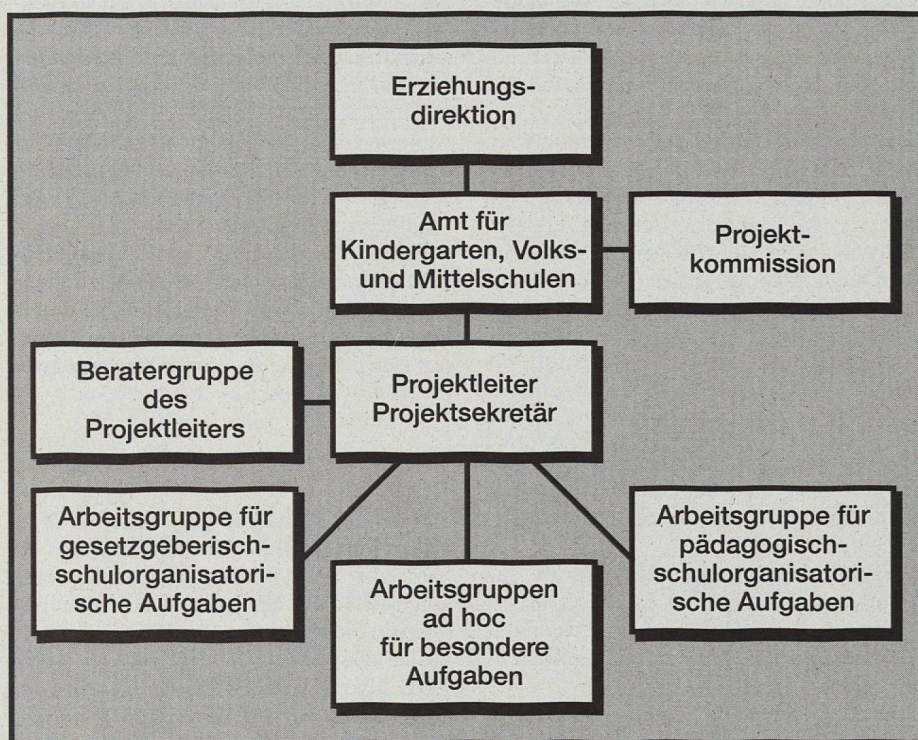 Erziehungs-
direktion
Amt für
Kindergarten, Volks-
und Mittelschulen
Projekt-
kommission
Beratergruppe
des
Projektleiters
Projektleiter
Projektsekretär
Arbeitsgruppe für
gesetzgeberisch-
schulorganisatori-
sche Aufgaben
Arbeitsgruppen
ad hoc
für besondere
Aufgaben
Arbeitsgruppe für
pädagogisch-
schulorganisatori-
sche Aufgaben